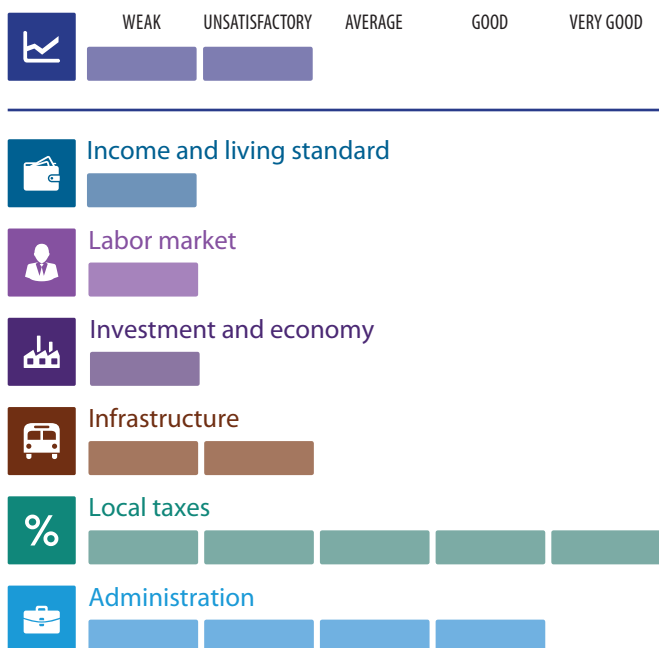 WEAK UNSATISFACTORY AVERAGE GOOD VERY GOOD
Income and living standard
Labor market
Investment and economy
Infrastructure
Local taxes
%
Administration